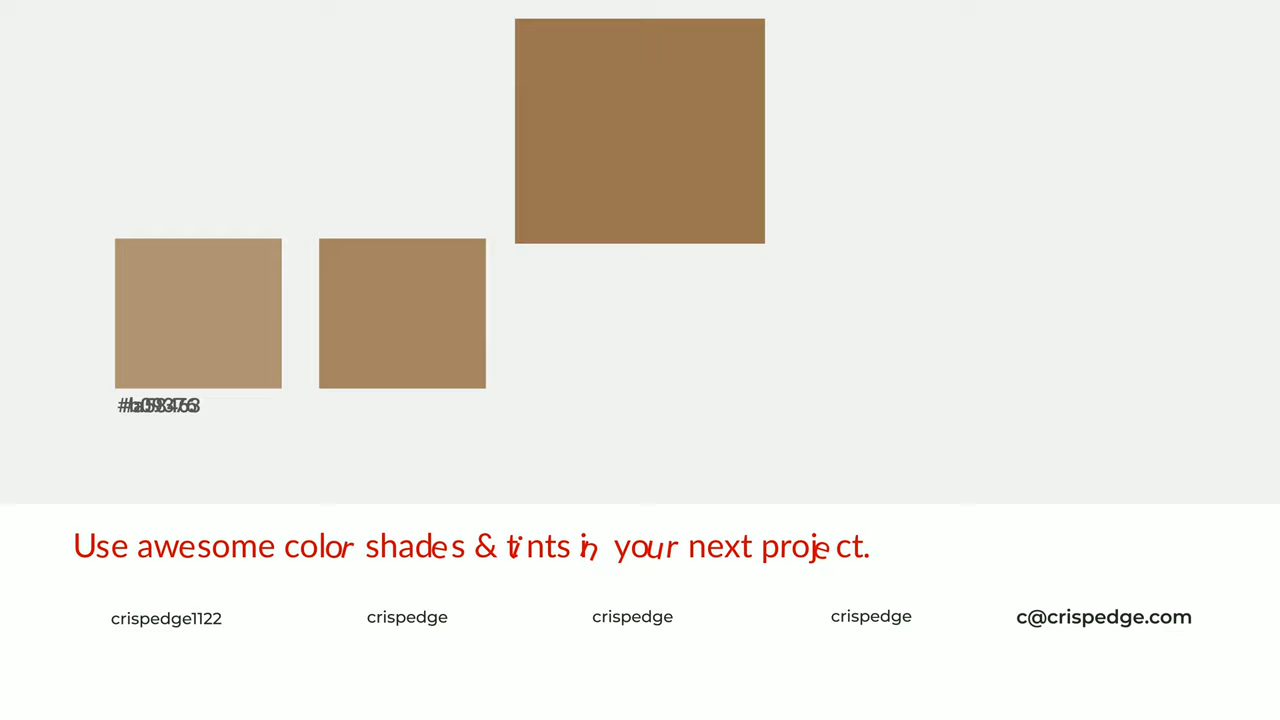 Use awesome color shades & tints in your next project.
crispedge1122 crispedge crispedge crispedge c@crispedge.com